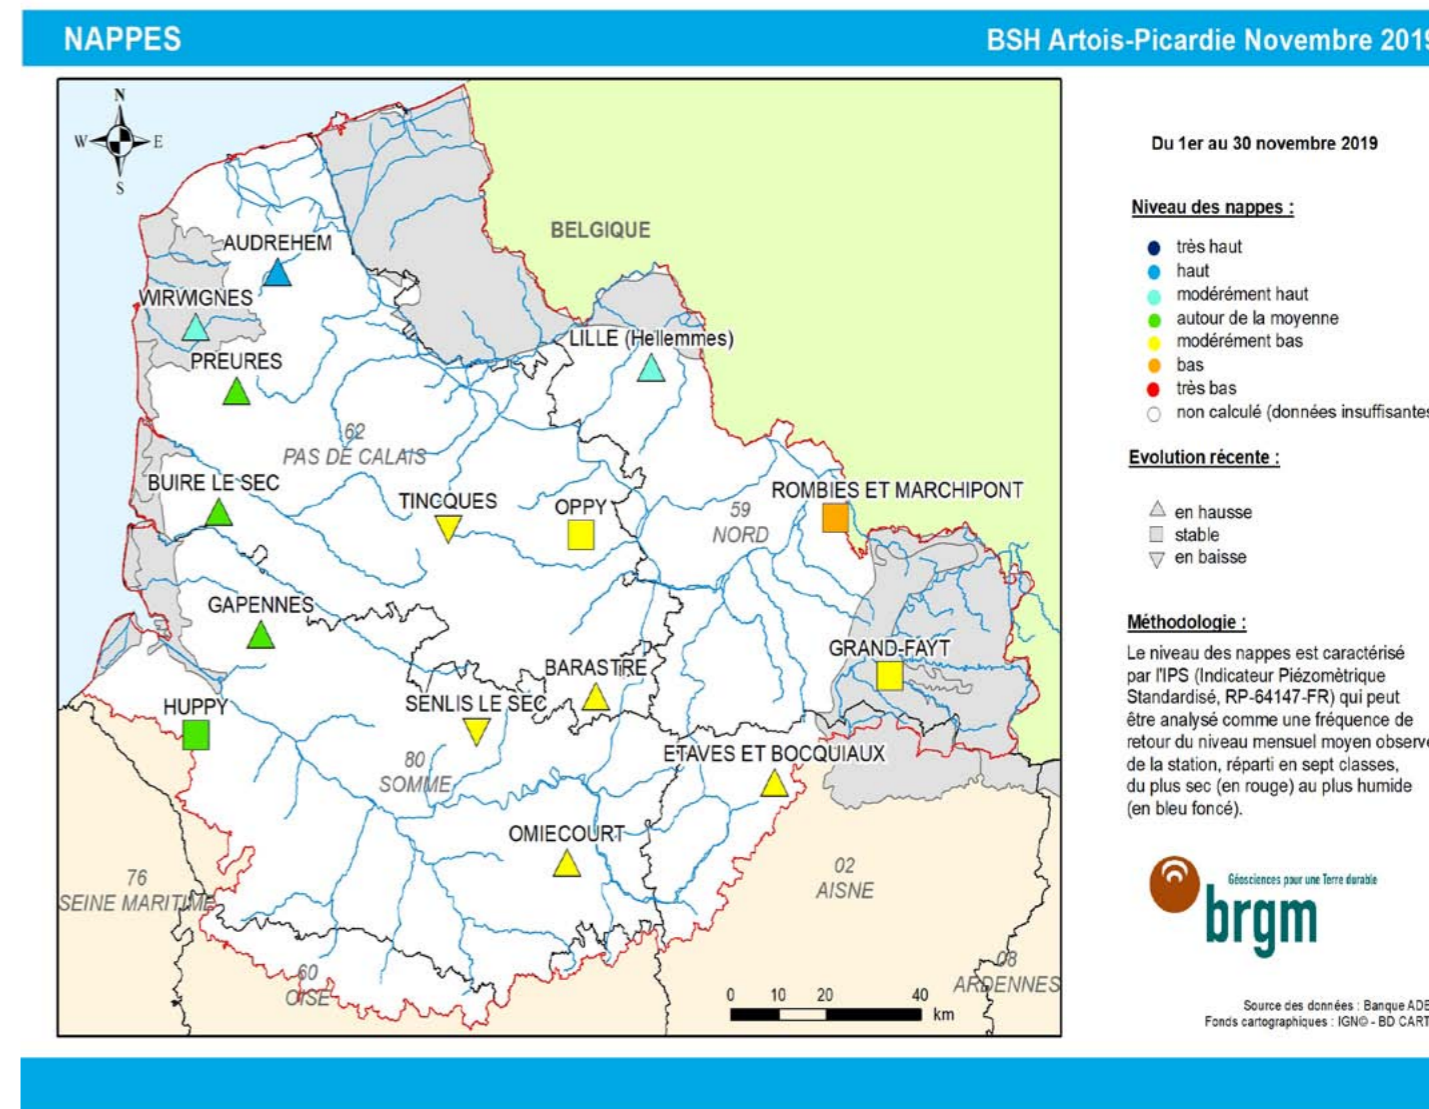 NAPPES
BSH Artois-Picardie Novembre 2019
N
W
E
S
BELGIQUE
AUDREHEM
WIRWIGNES
LILLE (Hellemmes)
PREURES
62
PAS DE CALAIS
BUIRE LE SEC
TINCQUES
OPPY
59
NORD
ROMBIES ET MARCHIPONT
GAPENNES
GRAND-FAYT
BARASTRE
SENLIS LE SEC
HUPPY
80
SOMME
ETAVES ET BOCQUIAUX
OMIECOURT
76
SEINE MARITIME
02
AISNE
60
OISE
08
ARDENNES
0 10 20 40
km
Du 1er au 30 novembre 2019
Niveau des nappes :
très haut
haut
modérément haut
autour de la moyenne
modérément bas
bas
très bas
non calculé (données insuffisantes
Evolution récente :
en hausse
stable
en baisse
Méthodologie :
Le niveau des nappes est caractérisé
par l'IPS (Indicateur Piézomètrique
Standardisé, RP-64147-FR) qui peut
être analysé comme une fréquence de
retour du niveau mensuel moyen observé
de la station, réparti en sept classes,
du plus sec (en rouge) au plus humide
(en bleu foncé).
Géosciences pour une Terre durable
brgm
Source des données : Banque ADE
Fonds cartographiques : IGN© - BD CART